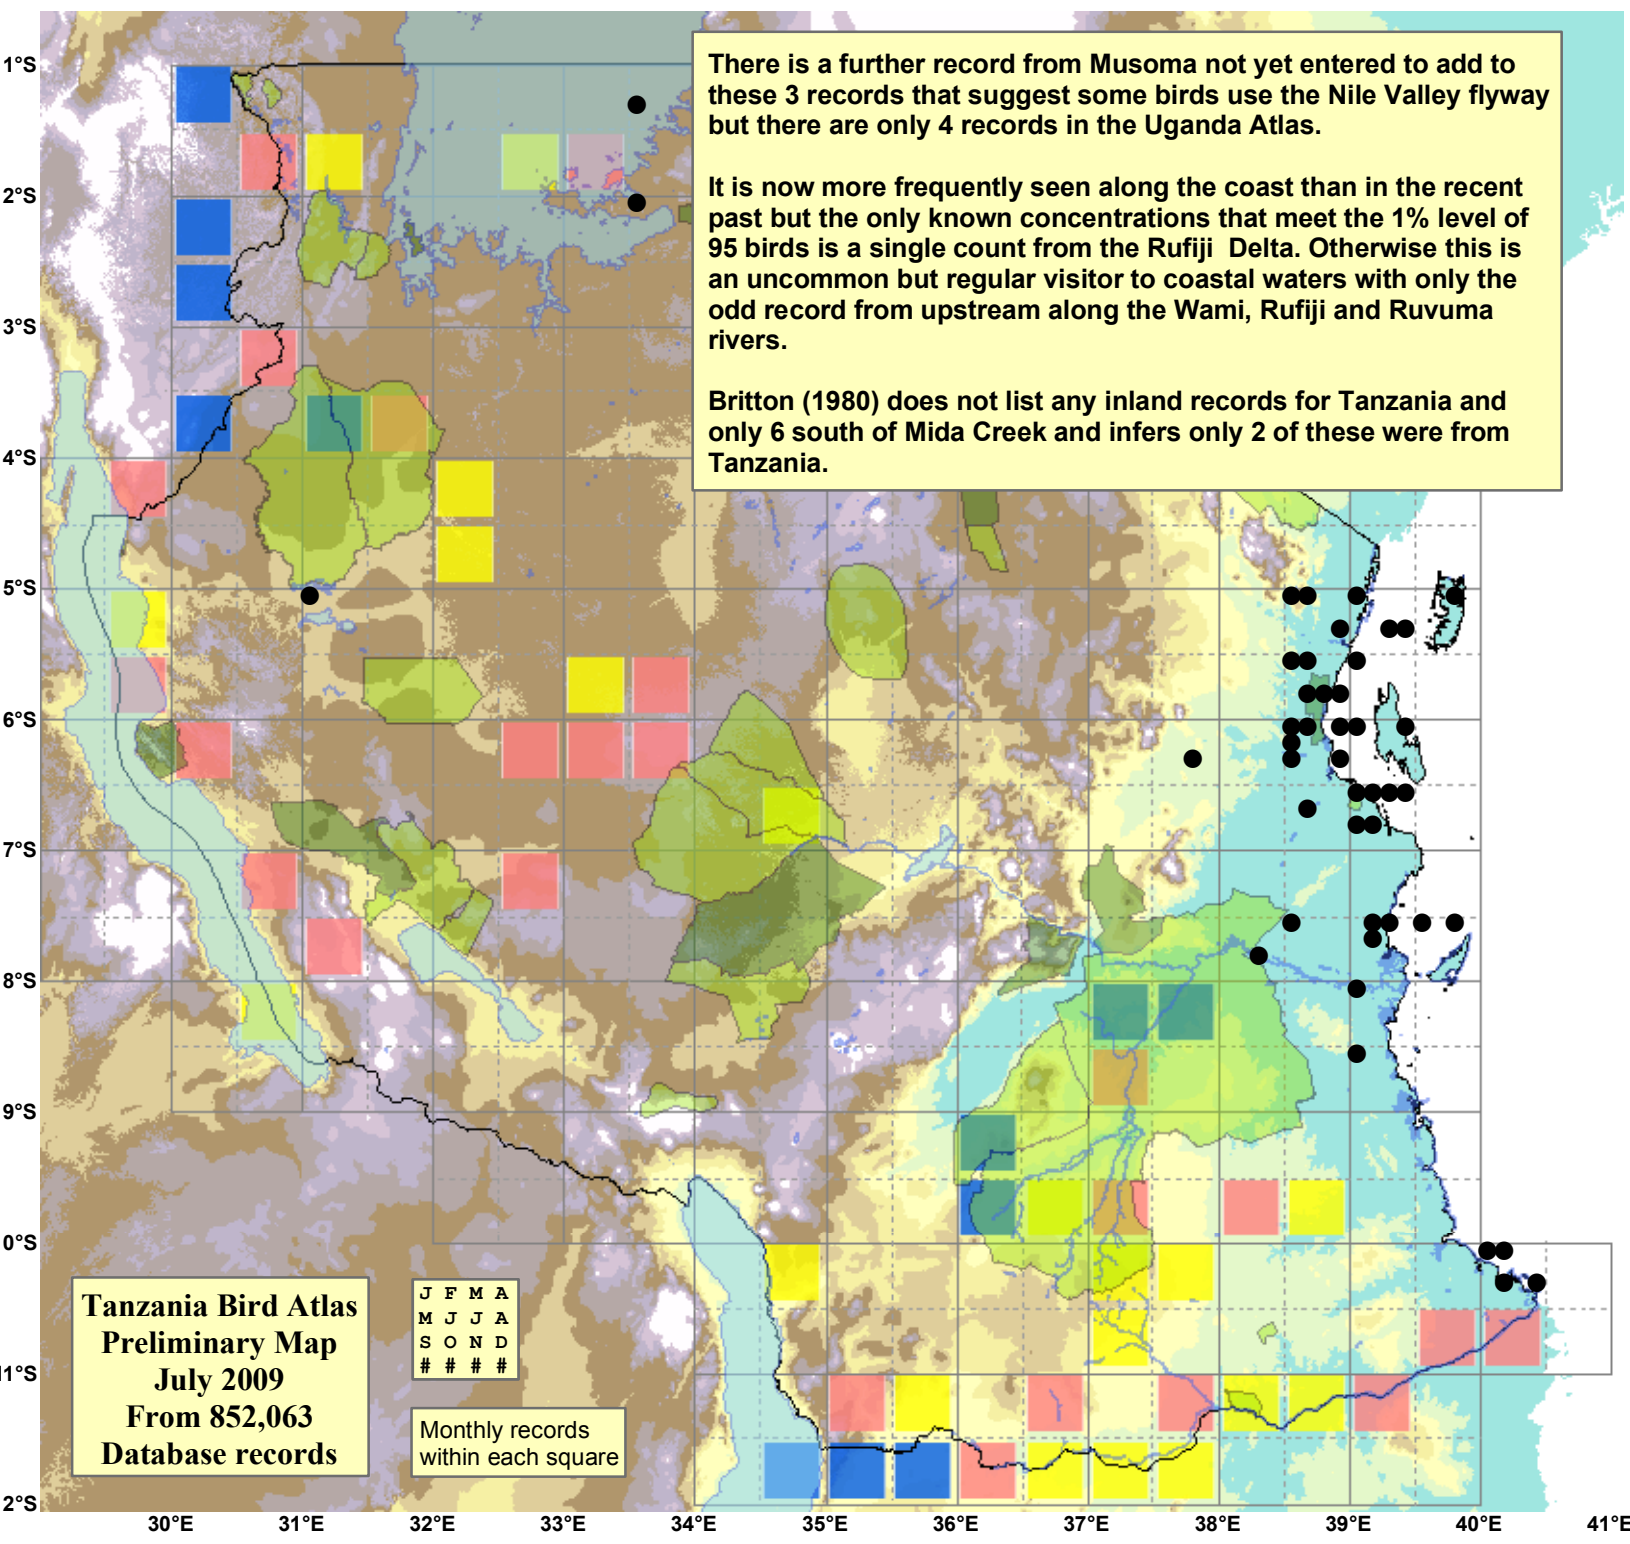 There is a further record from Musoma not yet entered to add to
these 3 records that suggest some birds use the Nile Valley flyway
but there are only 4 records in the Uganda Atlas.
It is now more frequently seen along the coast than in the recent
past but the only known concentrations that meet the 1% level of
95 birds is a single count from the Rufiji Delta. Otherwise this is
an uncommon but regular visitor to coastal waters with only the
odd record from upstream along the Wami, Rufiji and Ruvuma
rivers.
Britton (1980) does not list any inland records for Tanzania and
only 6 south of Mida Creek and infers only 2 of these were from
Tanzania.
1°S
2°S
3°S
4°S
5°S
6°S
7°S
8°S
9°S
0°S
1°S
2°S
Tanzania Bird Atlas
Preliminary Map
July 2009
From 852,063
Database records
J F M A
M J J A
S O N D
# # # #
Monthly records
within each square
30°E 31°E 32°E 33°E 34°E 35°E 36°E 37°E 38°E 39°E 40°E 41°E